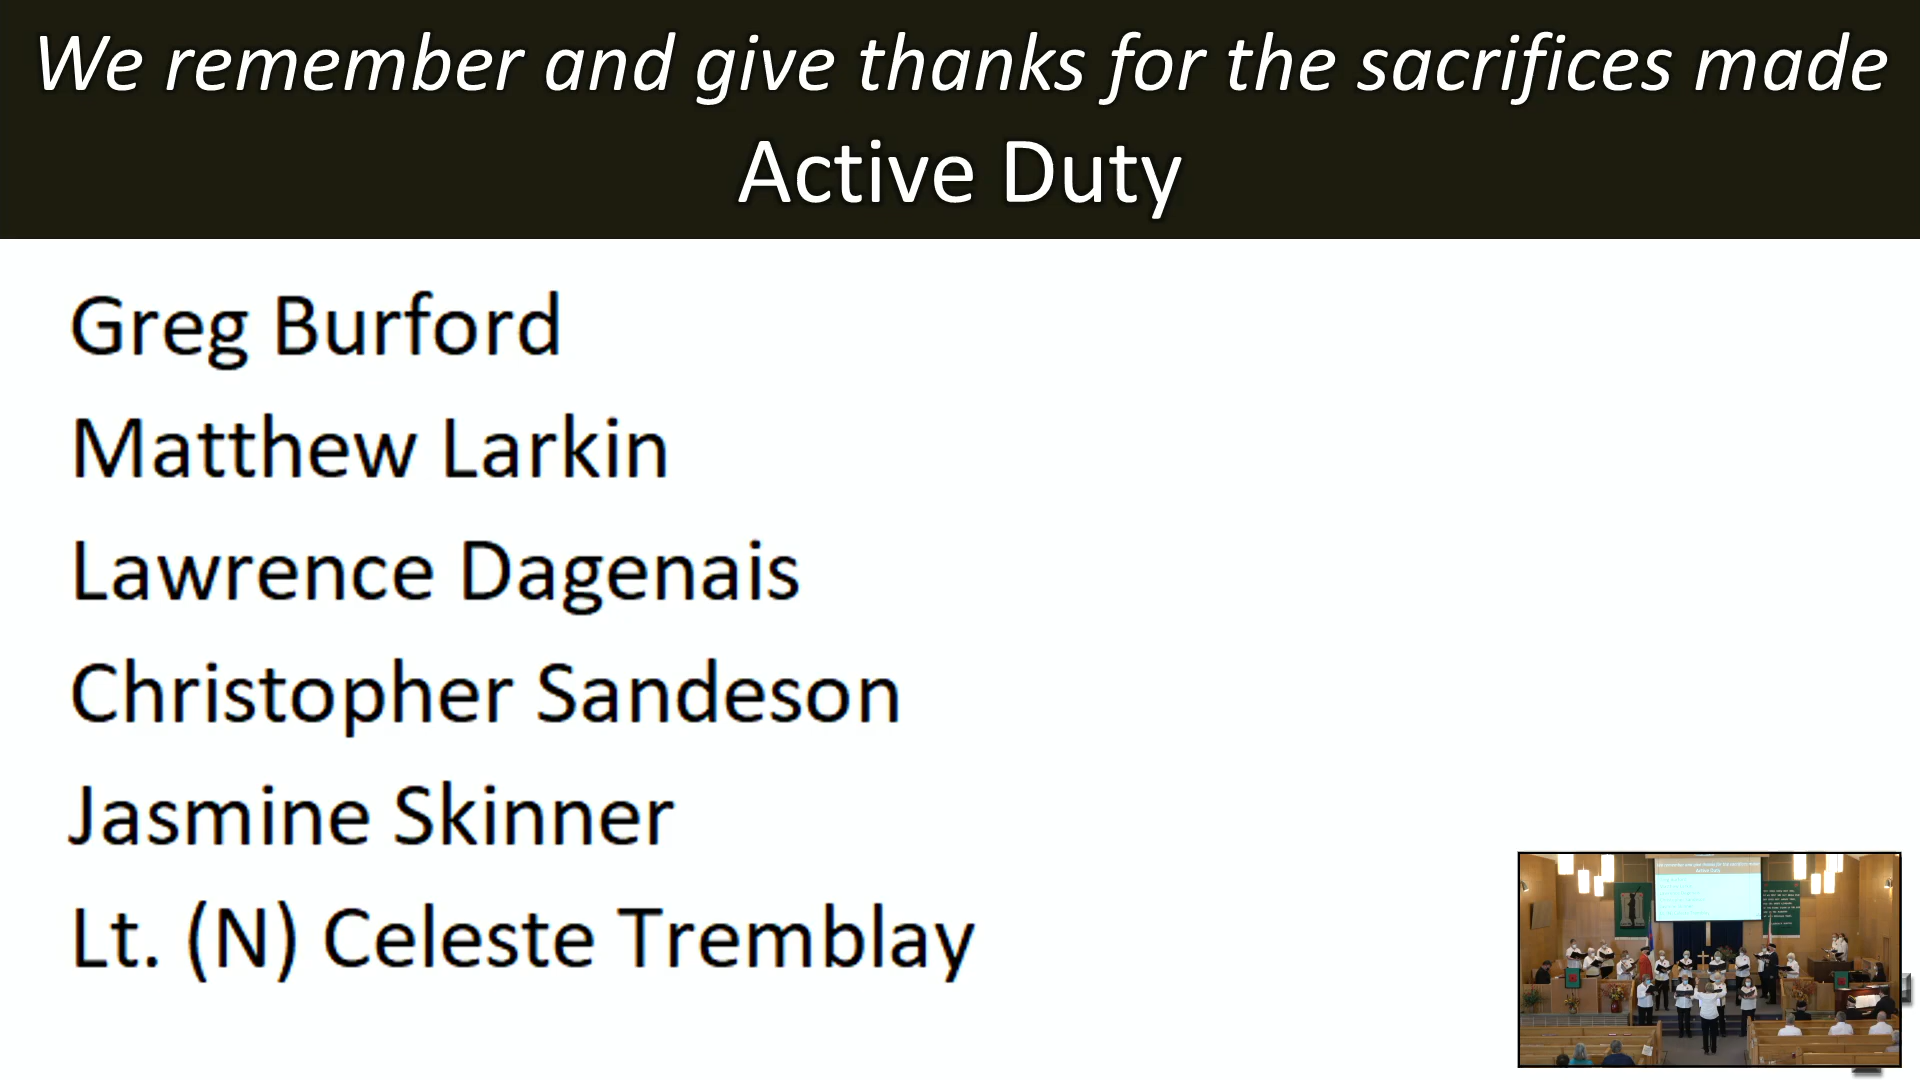 We remember and give thanks for the sacrifices made
Active Duty
Greg Burford
Matthew Larkin
Lawrence Dagenais
Christopher Sandeson
Jasmine Skinner
Lt. (N) Celeste Tremblay